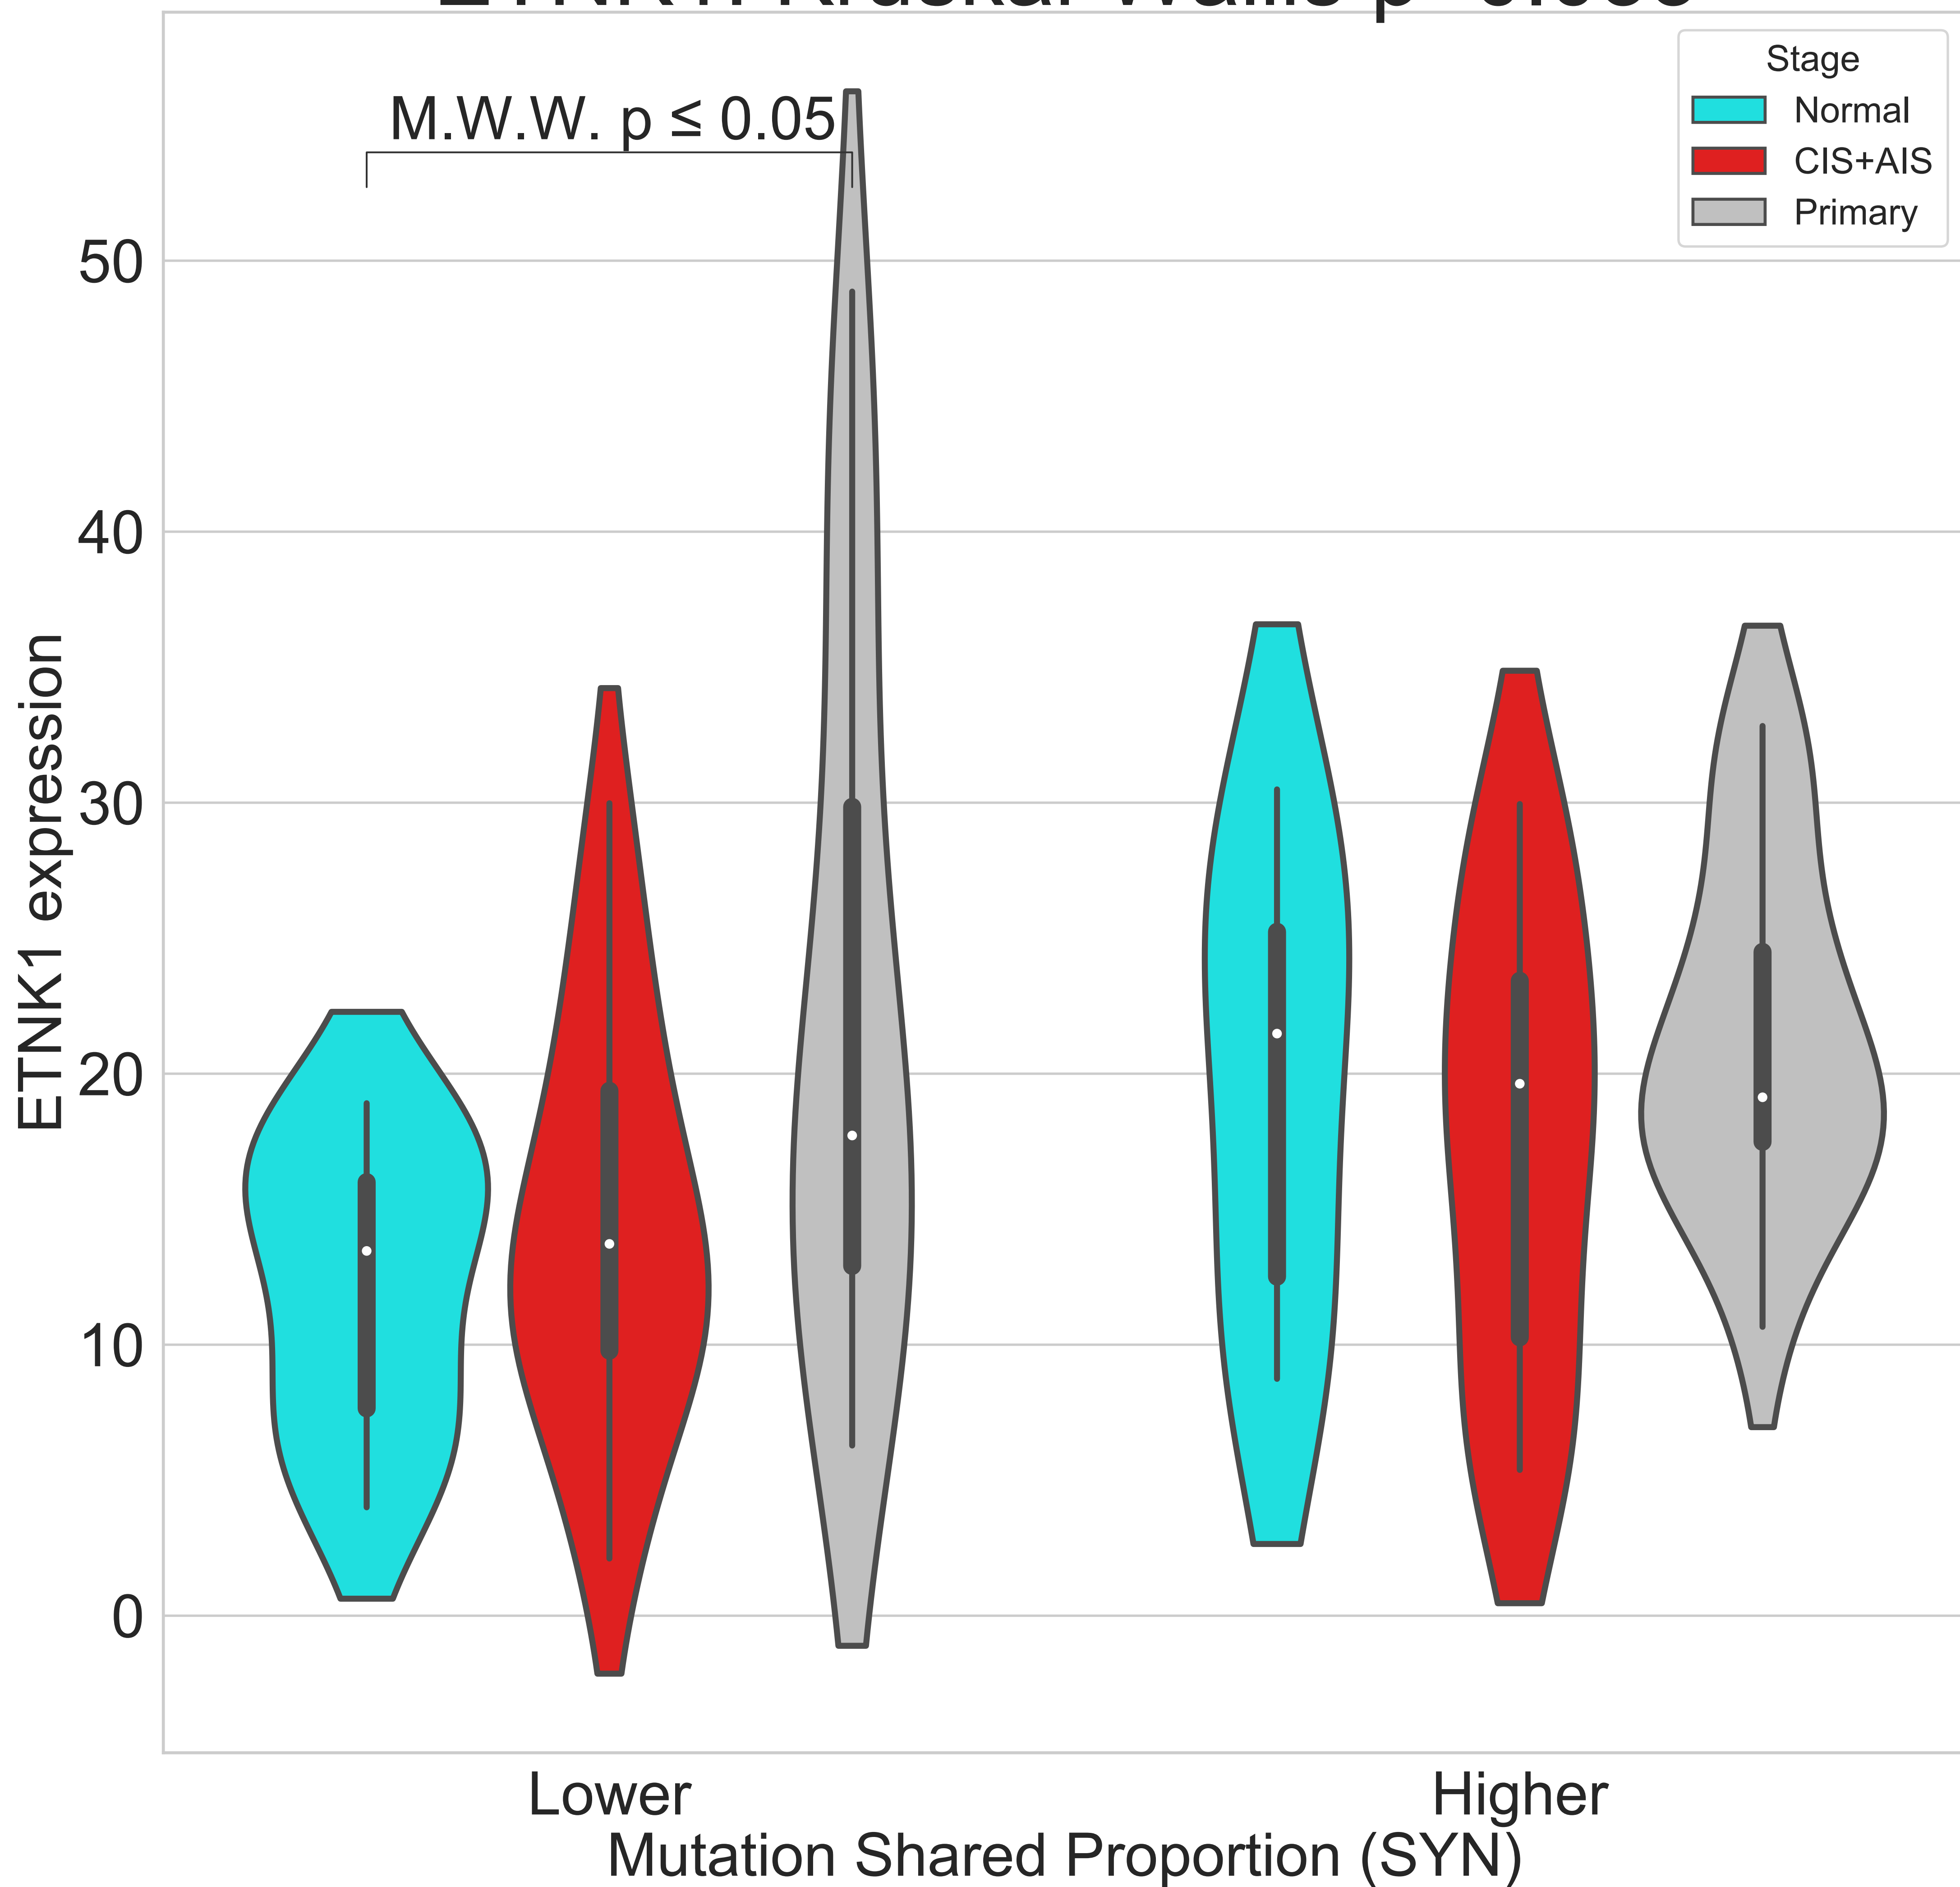 M.W.W. p ≤ 0.05
Stage
Normal
CIS+AIS
Primary
50
40
30
20
10
0
ETNK1 expression
Lower
Higher
Mutation Shared Proportion (SYN)